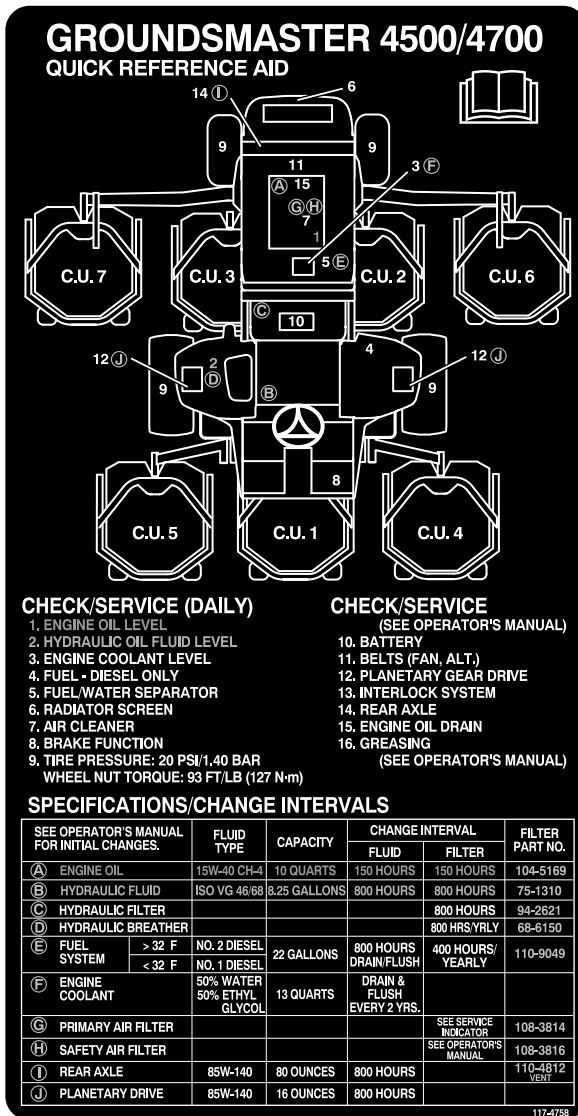 GROUNDSMASTER 4500/4700
QUICK REFERENCE AID
14 Ⓘ
6
9
9
11
Ⓐ 15
3 Ⓕ
Ⓖ Ⓗ
7
1
5 Ⓔ
C.U. 7
C.U. 3
C.U. 2
C.U. 6
Ⓒ
10
12 Ⓙ
2
Ⓓ
4
12 Ⓙ
9
Ⓑ
9
8
C.U. 5
C.U. 1
C.U. 4
CHECK/SERVICE (DAILY)
1. ENGINE OIL LEVEL
2. HYDRAULIC OIL FLUID LEVEL
3. ENGINE COOLANT LEVEL
4. FUEL - DIESEL ONLY
5. FUEL/WATER SEPARATOR
6. RADIATOR SCREEN
7. AIR CLEANER
8. BRAKE FUNCTION
9. TIRE PRESSURE: 20 PSI/1.40 BAR
WHEEL NUT TORQUE: 93 FT/LB (127 N·m)
CHECK/SERVICE
(SEE OPERATOR'S MANUAL)
10. BATTERY
11. BELTS (FAN, ALT.)
12. PLANETARY GEAR DRIVE
13. INTERLOCK SYSTEM
14. REAR AXLE
15. ENGINE OIL DRAIN
16. GREASING
(SEE OPERATOR'S MANUAL)
SPECIFICATIONS/CHANGE INTERVALS
SEE OPERATOR'S MANUAL
FOR INITIAL CHANGES.
FLUID
TYPE
CAPACITY
CHANGE INTERVAL
FLUID
FILTER
FILTER
PART NO.
Ⓐ ENGINE OIL 15W-40 CH-4 10 QUARTS 150 HOURS 150 HOURS 104-5169
Ⓑ HYDRAULIC FLUID ISO VG 46/68 8.25 GALLONS 800 HOURS 800 HOURS 75-1310
Ⓒ HYDRAULIC FILTER 800 HOURS 94-2621
Ⓓ HYDRAULIC BREATHER 800 HRS/YRLY 68-6150
Ⓔ FUEL
SYSTEM
> 32 F NO. 2 DIESEL
< 32 F NO. 1 DIESEL
22 GALLONS
800 HOURS
DRAIN/FLUSH
400 HOURS/
YEARLY
110-9049
Ⓕ ENGINE
COOLANT
50% WATER
50% ETHYL
GLYCOL
13 QUARTS
DRAIN &
FLUSH
EVERY 2 YRS.
Ⓖ PRIMARY AIR FILTER
SEE SERVICE
INDICATOR
108-3814
Ⓗ SAFETY AIR FILTER
SEE OPERATOR'S
MANUAL
108-3816
Ⓘ REAR AXLE 85W-140 80 OUNCES 800 HOURS
110-4812
VENT
Ⓙ PLANETARY DRIVE 85W-140 16 OUNCES 800 HOURS
117-4758